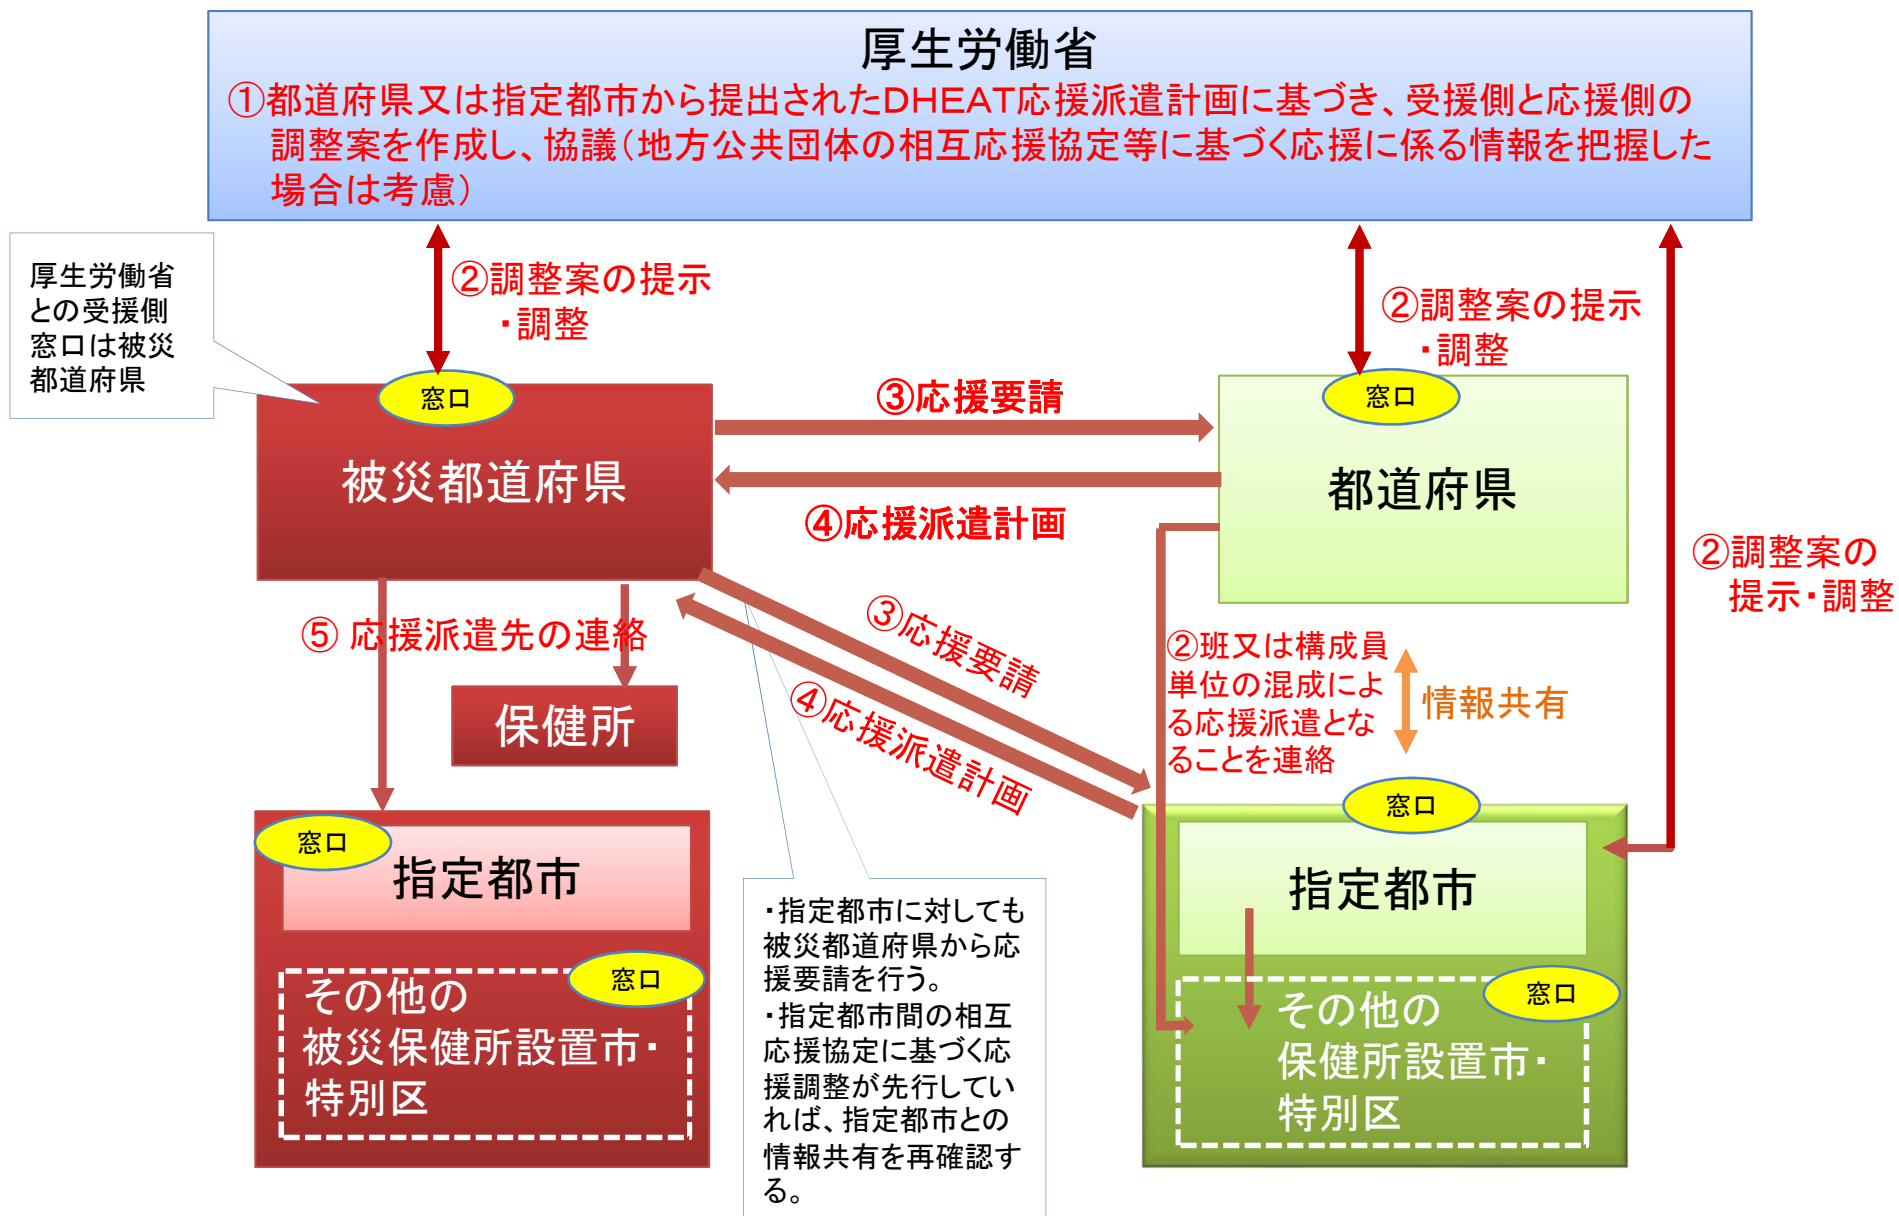 厚生労働省
①都道府県又は指定都市から提出されたDHEAT応援派遣計画に基づき、受援側と応援側の
調整案を作成し、協議（地方公共団体の相互応援協定等に基づく応援に係る情報を把握した
場合は考慮）
厚生労働省
との受援側
窓口は被災
都道府県
②調整案の提示
・調整
②調整案の提示
・調整
②調整案の
提示・調整
窓口
被災都道府県
③応援要請
④応援派遣計画
窓口
都道府県
⑤ 応援派遣先の連絡
保健所
③応援要請
④応援派遣計画
②班又は構成員
単位の混成によ
る応援派遣とな
ることを連絡
情報共有
窓口
指定都市
窓口
その他の
被災保健所設置市・
特別区
・指定都市に対しても
被災都道府県から応
援要請を行う。
・指定都市間の相互
応援協定に基づく応
援調整が先行してい
れば、指定都市との
情報共有を再確認す
る。
窓口
指定都市
窓口
その他の
保健所設置市・
特別区